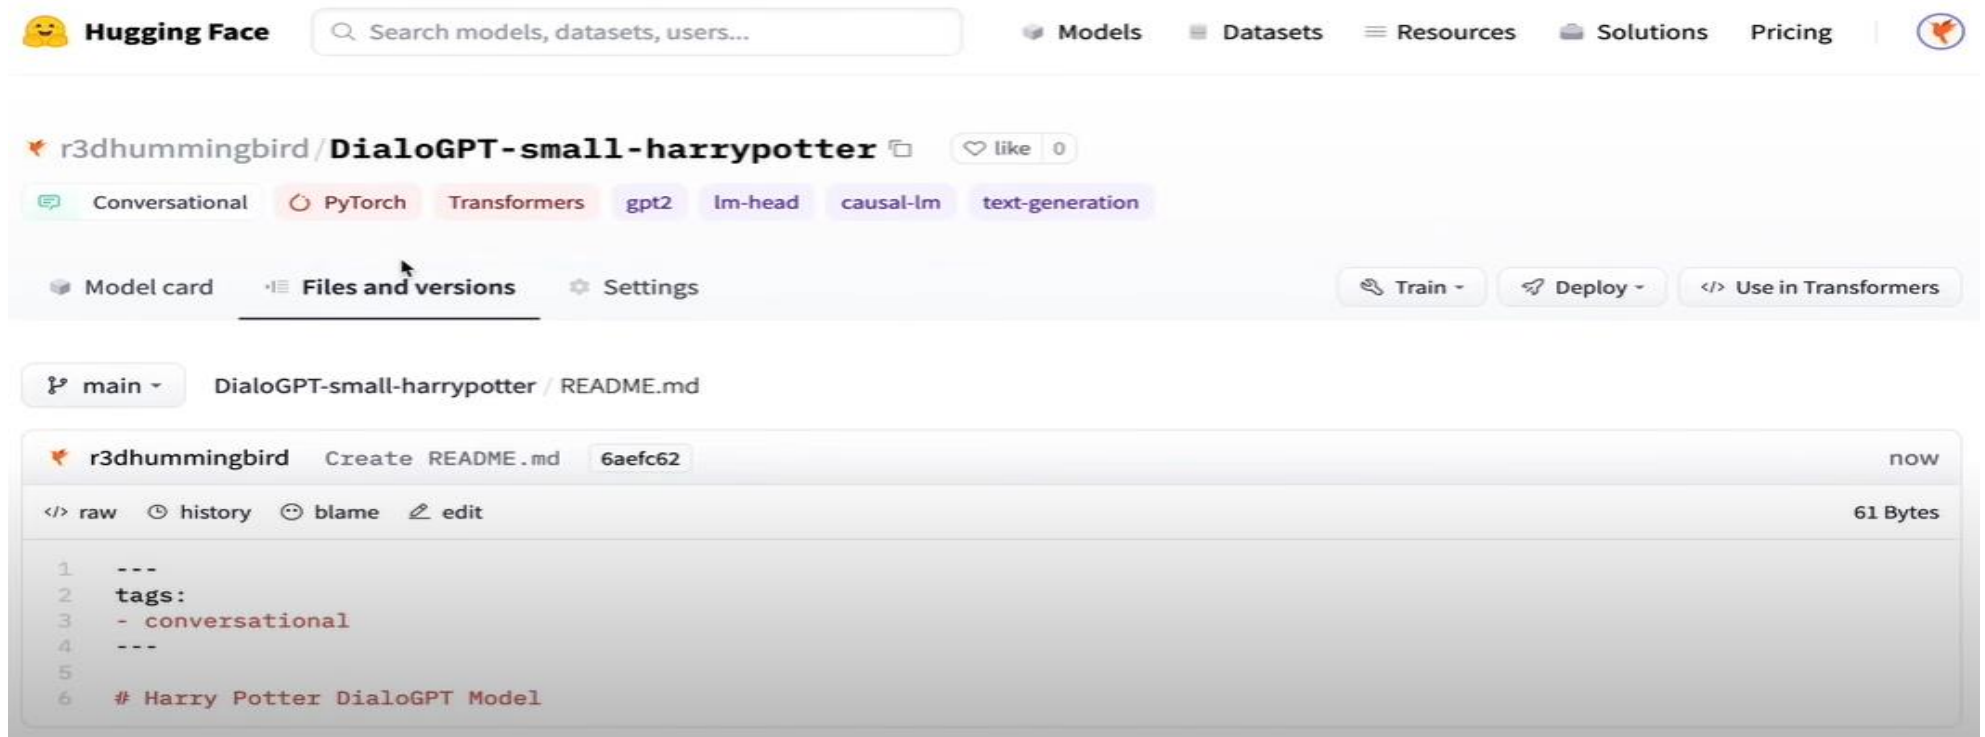 Hugging Face Search models, datasets, users... Models Datasets Resources Solutions Pricing
r3dhummingbird/DialoGPT-small-harrypotter like 0
Conversational PyTorch Transformers gpt2 lm-head causal-lm text-generation
Model card Files and versions Settings Train Deploy </> Use in Transformers
main DialoGPT-small-harrypotter / README.md
r3dhummingbird Create README.md 6aefc62 now
</> raw history blame edit 61 Bytes
1 ---
2 tags:
3 - conversational
4 ---
5
6 # Harry Potter DialoGPT Model